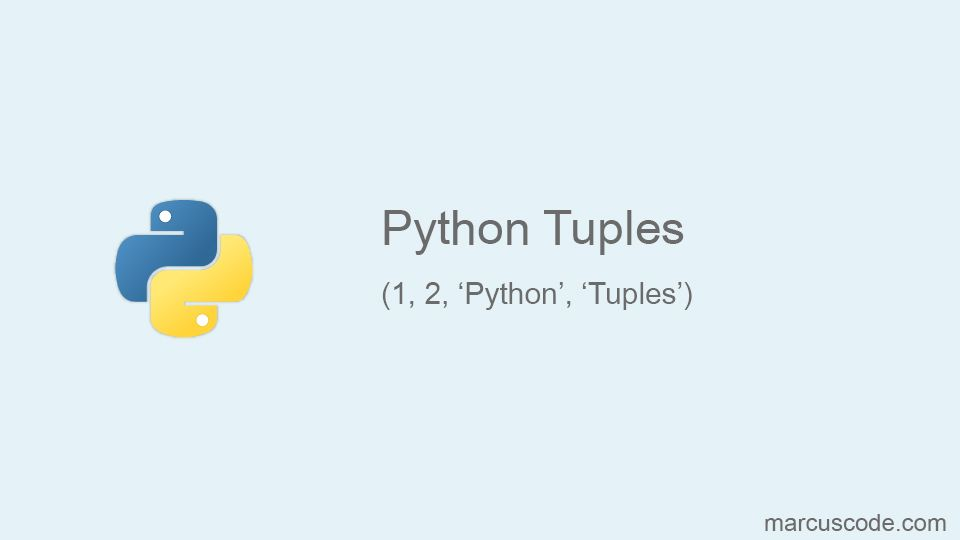 Python Tuples
(1, 2, ‘Python’, ‘Tuples’)
marcuscode.com